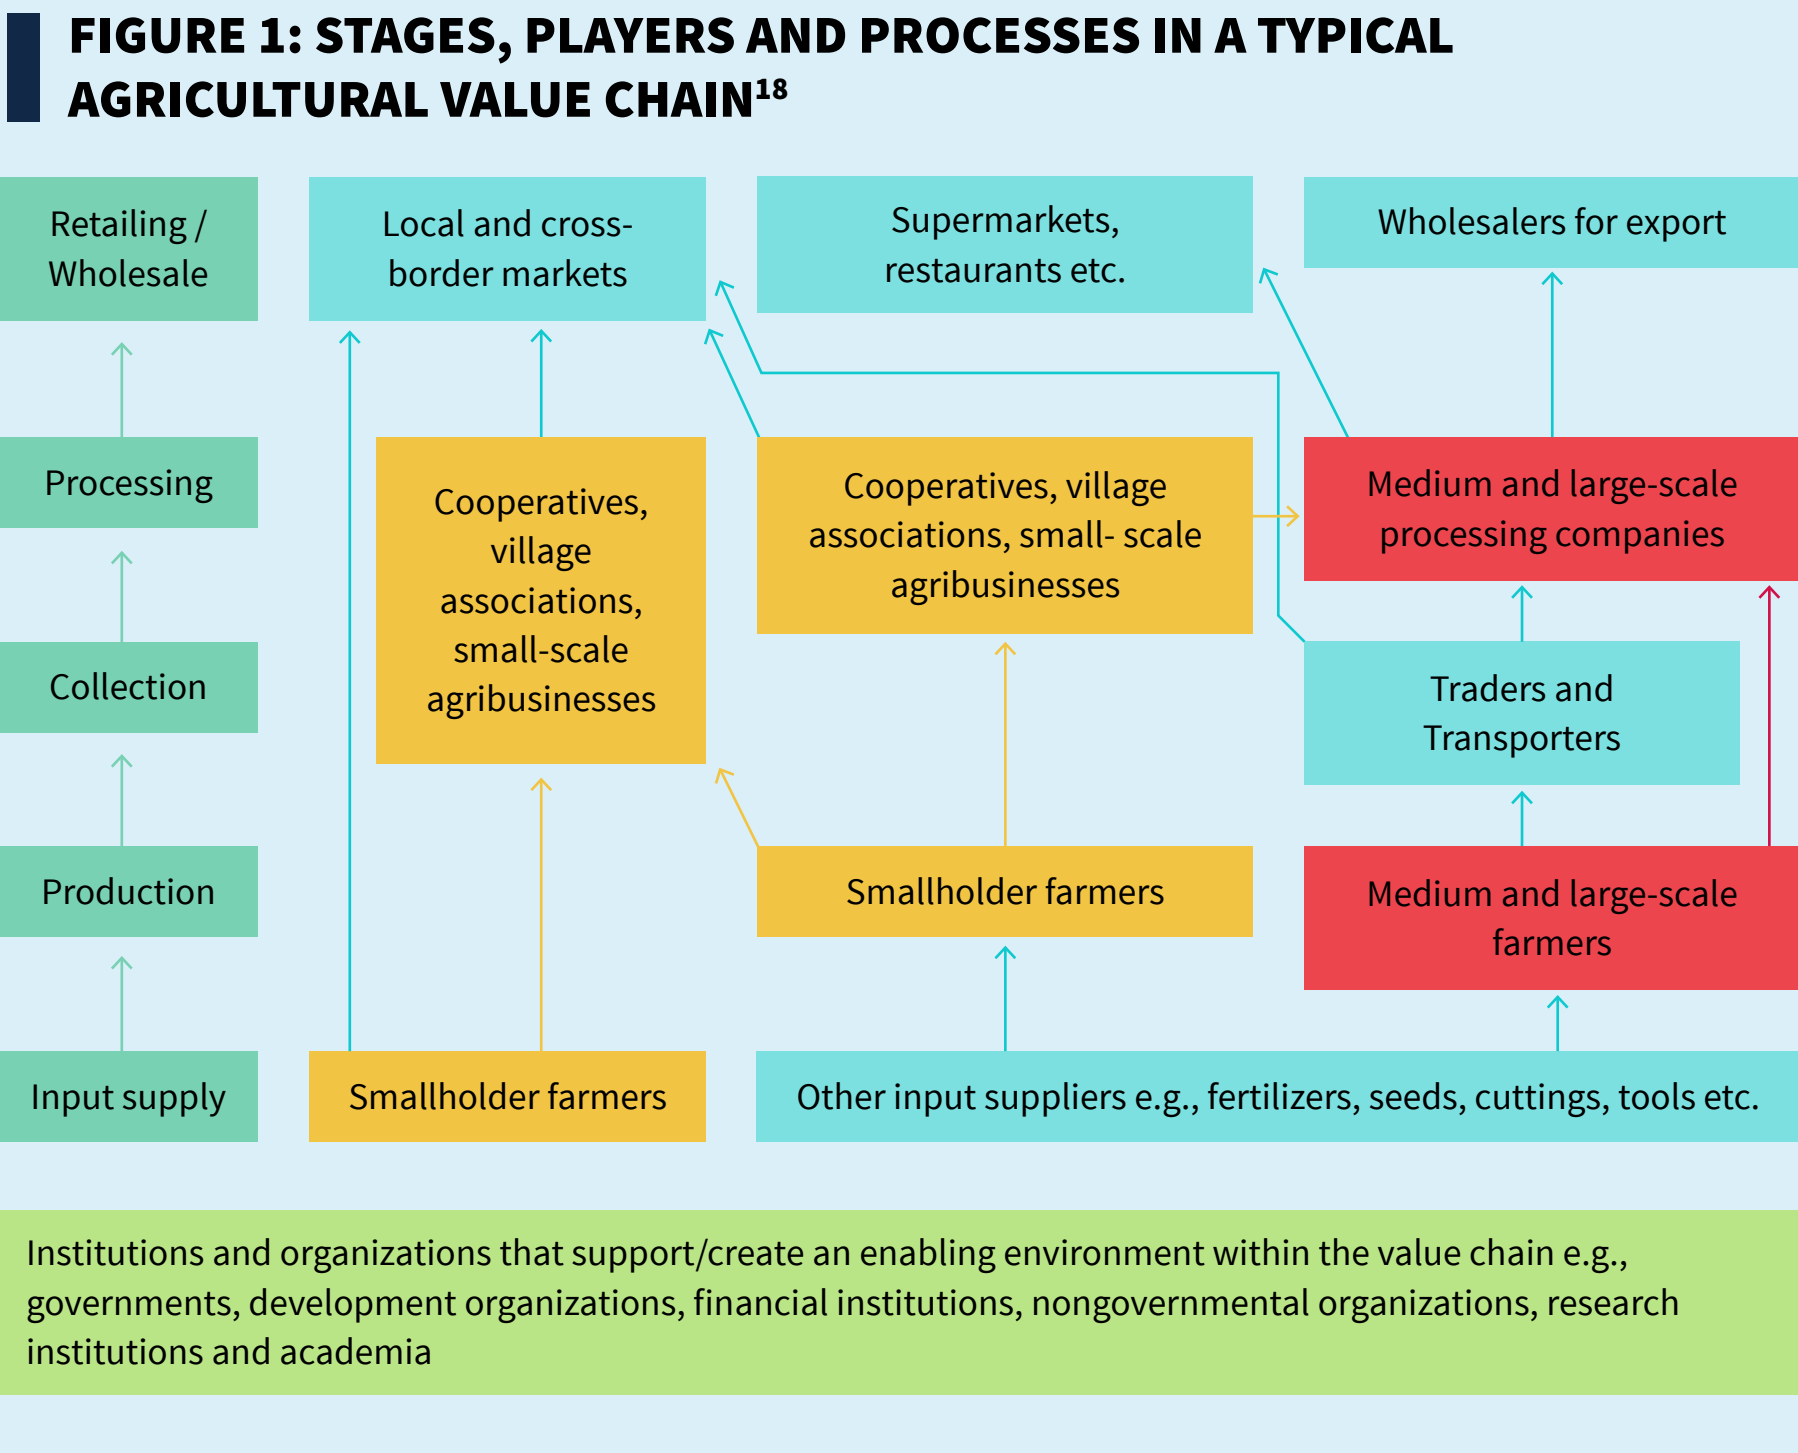 FIGURE 1: STAGES, PLAYERS AND PROCESSES IN A TYPICAL
AGRICULTURAL VALUE CHAIN¹⁸
Retailing /
Wholesale
Local and cross-
border markets
Supermarkets,
restaurants etc.
Wholesalers for export
Processing
Cooperatives,
village
associations,
small-scale
agribusinesses
Cooperatives, village
associations, small- scale
agribusinesses
Medium and large-scale
processing companies
Collection
Traders and
Transporters
Production
Smallholder farmers
Medium and large-scale
farmers
Input supply
Smallholder farmers
Other input suppliers e.g., fertilizers, seeds, cuttings, tools etc.
Institutions and organizations that support/create an enabling environment within the value chain e.g.,
governments, development organizations, financial institutions, nongovernmental organizations, research
institutions and academia